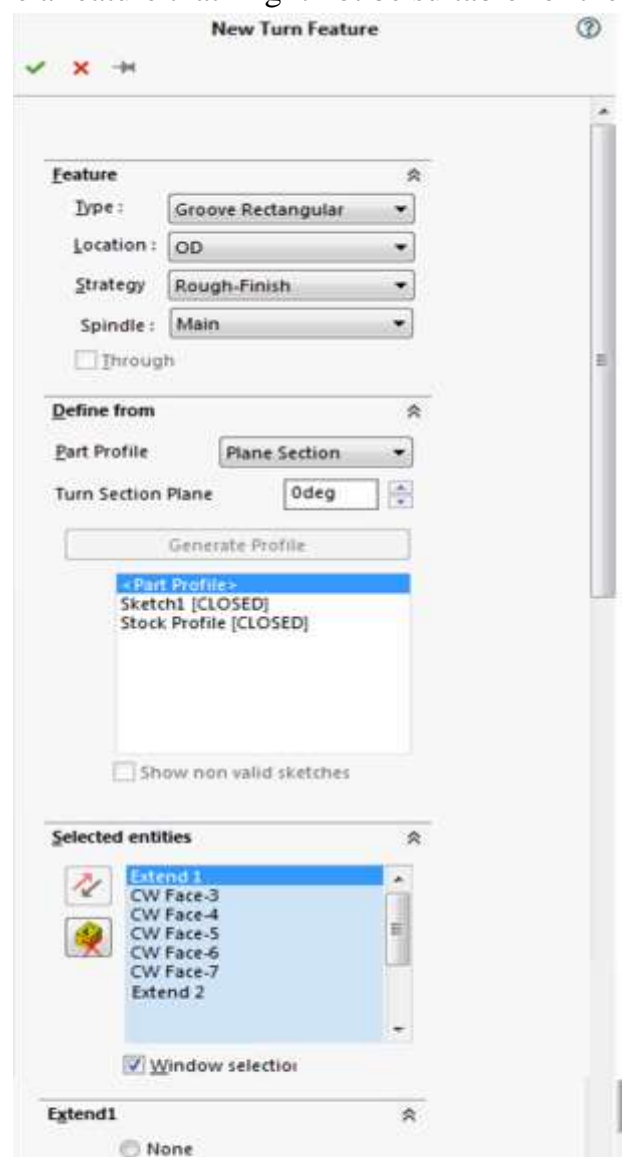 New Turn Feature
Feature
Type :
Groove Rectangular
Location :
OD
Strategy
Rough-Finish
Spindle :
Main
Through
Define from
Part Profile
Plane Section
Turn Section Plane
0deg
Generate Profile
<Part Profile>
Sketch1 [CLOSED]
Stock Profile [CLOSED]
Show non valid sketches
Selected entities
Extend 1
CW Face-3
CW Face-4
CW Face-5
CW Face-6
CW Face-7
Extend 2
Window selection
Extend1
None